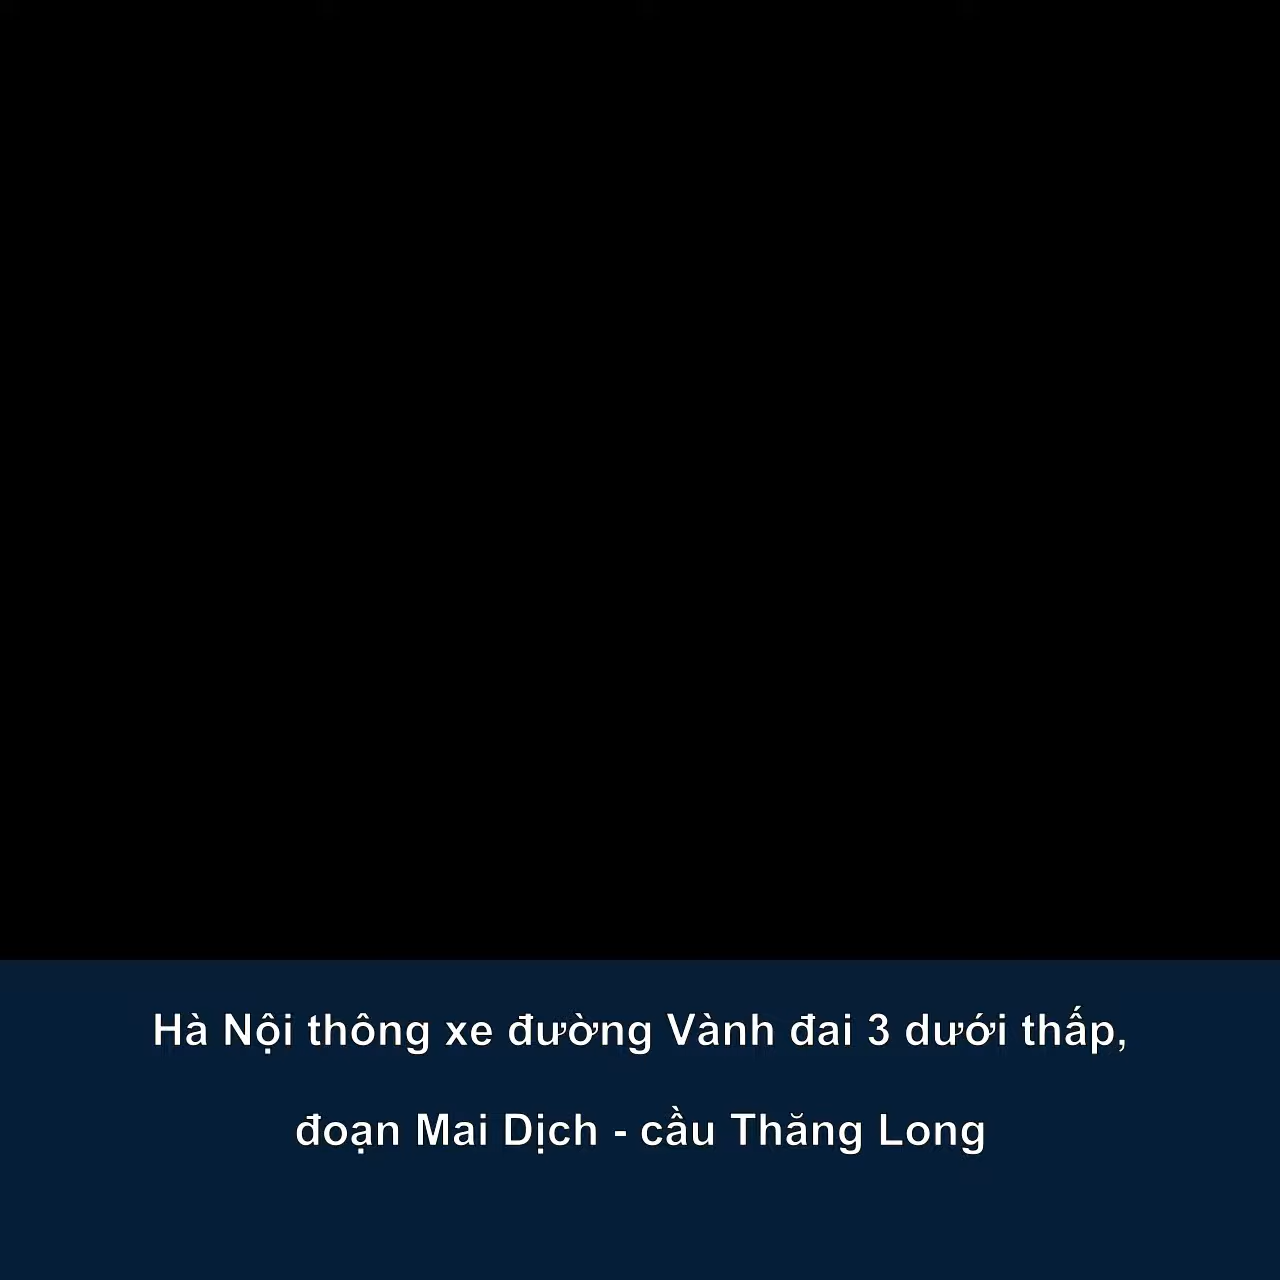 Hà Nội thông xe đường Vành đai 3 dưới thấp,
đoạn Mai Dịch - cầu Thăng Long